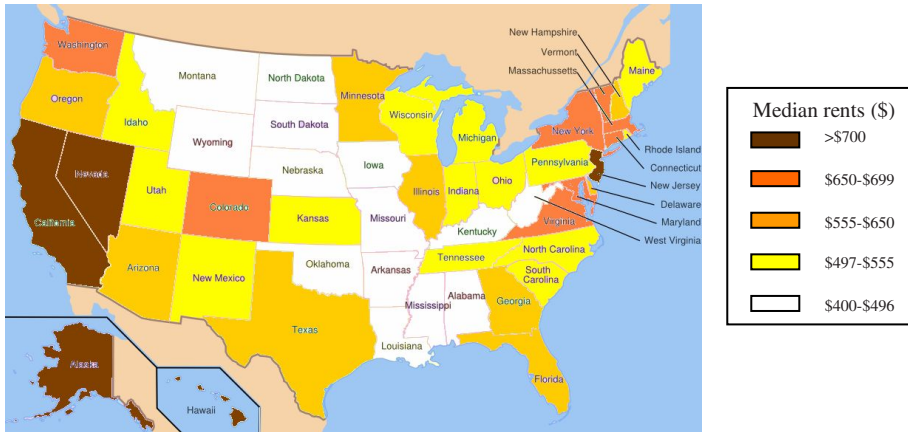 New Hampshire
Vermont
Massachussetts
Washington
Montana
North Dakota
Minnesota
Maine
Oregon
Idaho
South Dakota
Wisconsin
Michigan
New York
Wyoming
Rhode Island
Connecticut
Nebraska
Iowa
Pennsylvania
New Jersey
Nevada
Utah
Colorado
Illinois
Indiana
Ohio
Delaware
Maryland
California
Kansas
Missouri
Kentucky
Virginia
West Virginia
Arizona
New Mexico
Oklahoma
Arkansas
Tennessee
North Carolina
South
Carolina
Texas
Mississippi
Alabama
Georgia
Louisiana
Florida
Alaska
Hawaii
Median rents ($)
>$700
$650-$699
$555-$650
$497-$555
$400-$496